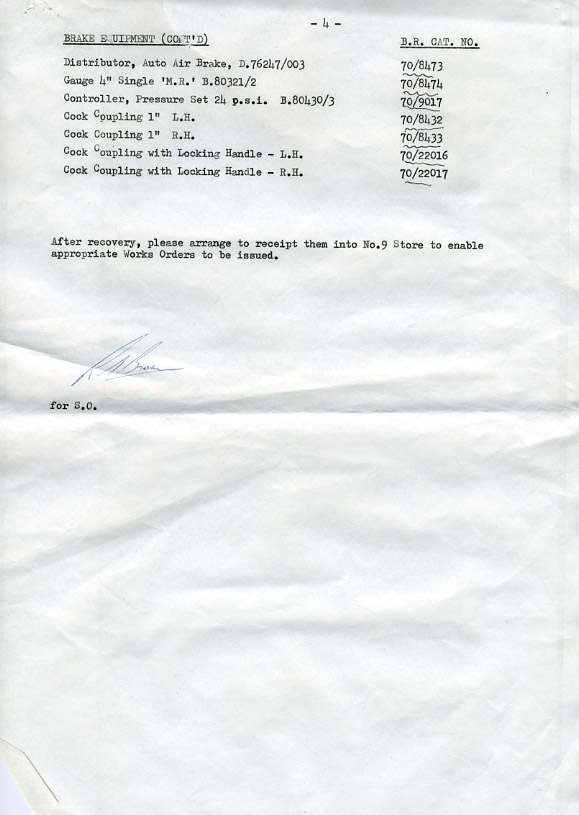 - 4 -
BRAKE EQUIPMENT (CONT'D) B.R. CAT. NO.
Distributor, Auto Air Brake, D.76247/003 70/8473
Gauge 4" Single 'M.R.' B.80321/2 70/8474
Controller, Pressure Set 24 p.s.i. B.80430/3 70/9017
Cock Coupling 1" L.H. 70/8432
Cock Coupling 1" R.H. 70/8433
Cock Coupling with Locking Handle - L.H. 70/22016
Cock Coupling with Locking Handle - R.H. 70/22017
After recovery, please arrange to receipt them into No.9 Store to enable
appropriate Works Orders to be issued.
for S.O.